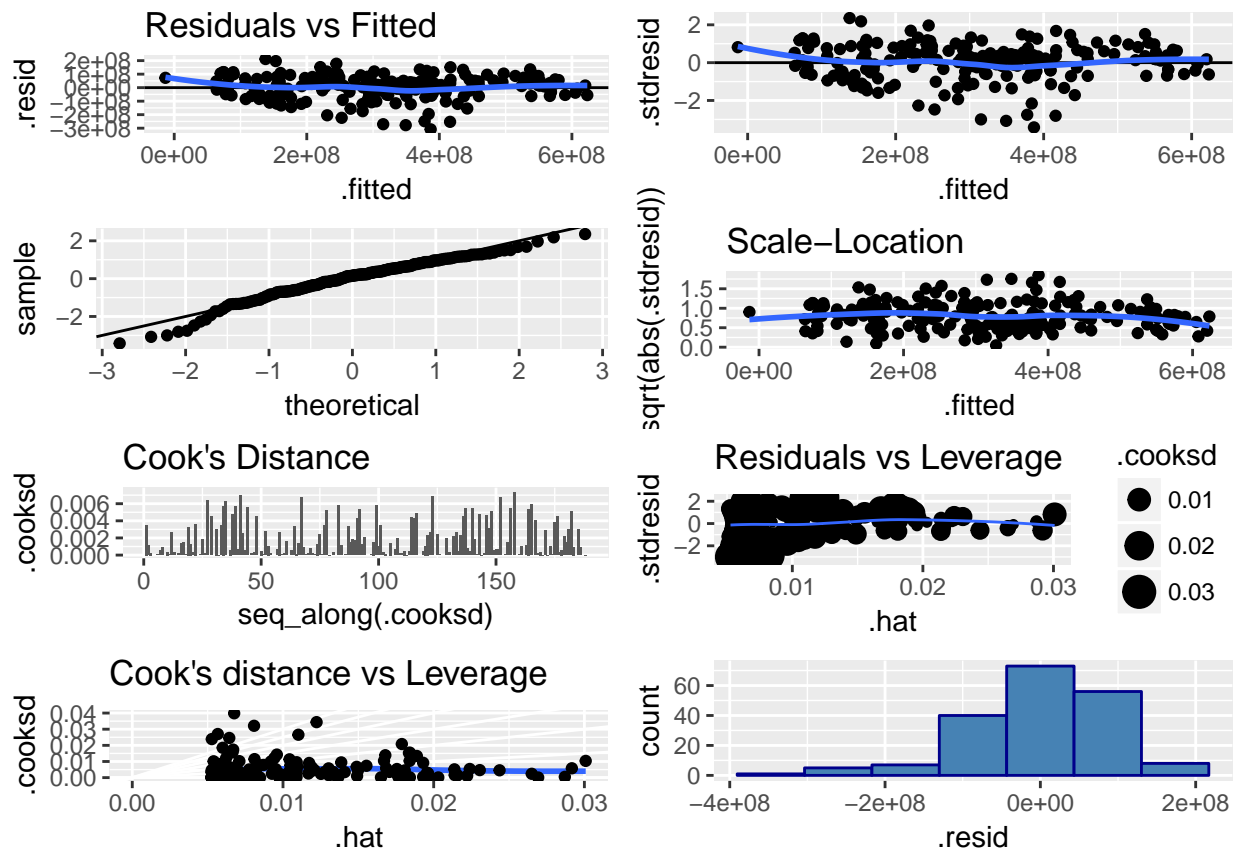 Residuals vs Fitted
.resid
2e+08
1e+08
0e+00
−1e+08
−2e+08
−3e+08
0e+00 2e+08 4e+08 6e+08
.fitted
.stdresid
2
0
−2
0e+00 2e+08 4e+08 6e+08
.fitted
sample
2
0
−2
−3 −2 −1 0 1 2 3
theoretical
Scale−Location
sqrt(abs(.stdresid))
1.5
1.0
0.5
0.0
0e+00 2e+08 4e+08 6e+08
.fitted
Cook's Distance
.cooksd
0.006
0.004
0.002
0.000
0 50 100 150
seq_along(.cooksd)
Residuals vs Leverage
.stdresid
2
0
−2
0.01 0.02 0.03
.hat
.cooksd
0.01
0.02
0.03
Cook's distance vs Leverage
.cooksd
0.04
0.03
0.02
0.01
0.00
0.00 0.01 0.02 0.03
.hat
count
60
40
20
0
−4e+08 −2e+08 0e+00 2e+08
.resid